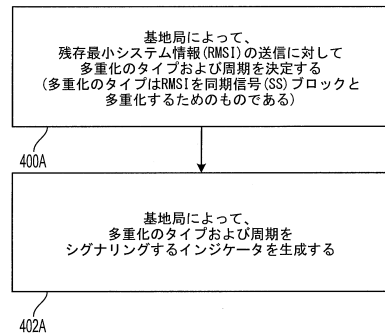 基地局によって、
残存最小システム情報(RMSI)の送信に対して
多重化のタイプおよび周期を決定する
(多重化のタイプはRMSIを同期信号(SS)ブロックと
多重化するためのものである)
400A
基地局によって、
多重化のタイプおよび周期を
シグナリングするインジケータを生成する
402A